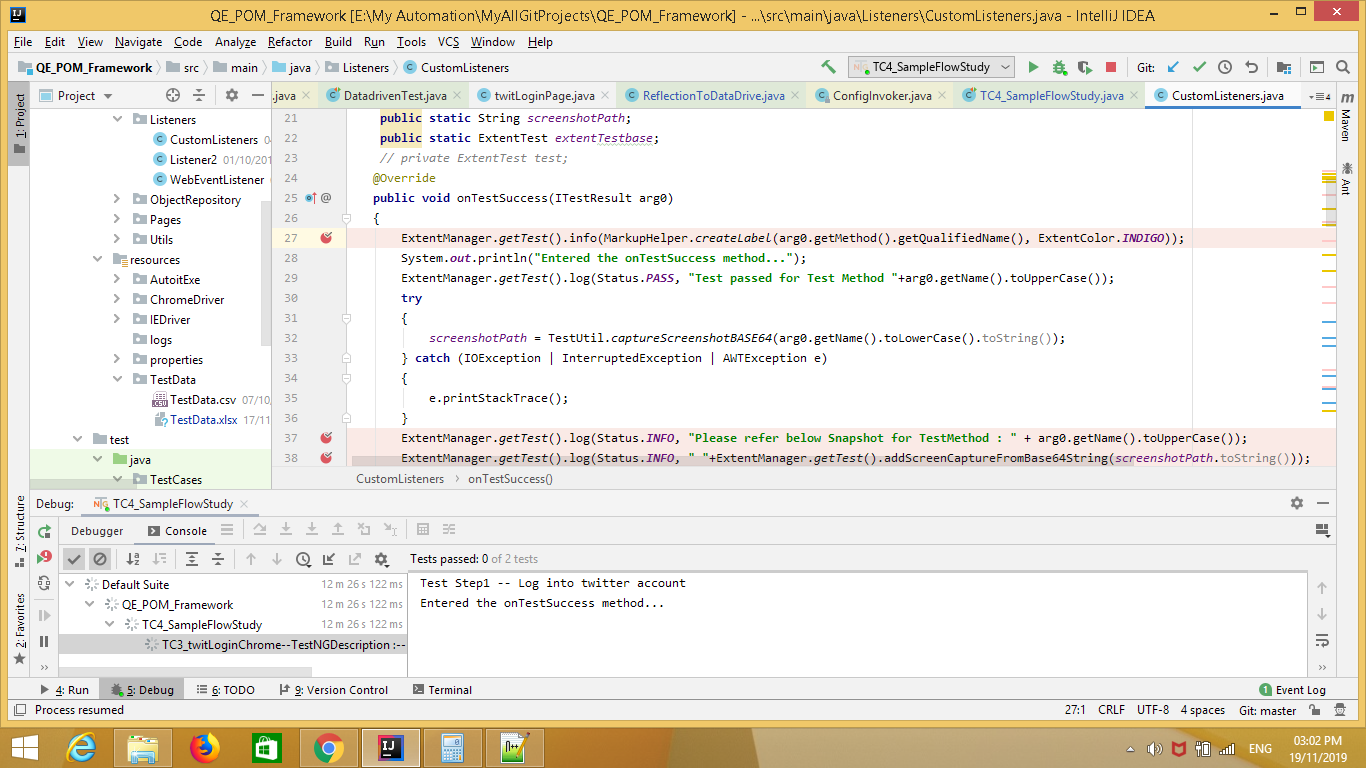 QE_POM_Framework [E:\My Automation\MyAllGitProjects\QE_POM_Framework] - ...\src\main\java\Listeners\CustomListeners.java - IntelliJ IDEA
File Edit View Navigate Code Analyze Refactor Build Run Tools VCS Window Help
QE_POM_Framework src main java Listeners CustomListeners TC4_SampleFlowStudy Git:
Project .java DatadrivenTest.java twitLoginPage.java ReflectionToDataDrive.java ConfigInvoker.java TC4_SampleFlowStudy.java CustomListeners.java 4
1: Project
7: Structure
2: Favorites
Maven
Ant
Listeners
CustomListeners
Listener2 01/10/201
WebEventListener
ObjectRepository
Pages
Utils
resources
AutoitExe
ChromeDriver
IEDriver
logs
properties
TestData
TestData.csv 07/10
TestData.xlsx 17/11
test
java
TestCases
21 public static String screenshotPath;
22 public static ExtentTest extentTestbase;
23 // private ExtentTest test;
24 @Override
25 @ public void onTestSuccess(ITestResult arg0)
26 {
27 ExtentManager.getTest().info(MarkupHelper.createLabel(arg0.getMethod().getQualifiedName(), ExtentColor.INDIGO));
28 System.out.println("Entered the onTestSuccess method...");
29 ExtentManager.getTest().log(Status.PASS, "Test passed for Test Method "+arg0.getName().toUpperCase());
30 try
31 {
32 screenshotPath = TestUtil.captureScreenshotBASE64(arg0.getName().toLowerCase().toString());
33 } catch (IOException | InterruptedException | AWTException e)
34 {
35 e.printStackTrace();
36 }
37 ExtentManager.getTest().log(Status.INFO, "Please refer below Snapshot for TestMethod : " + arg0.getName().toUpperCase());
38 ExtentManager.getTest().log(Status.INFO, " "+ExtentManager.getTest().addScreenCaptureFromBase64String(screenshotPath.toString()));
CustomListeners onTestSuccess()
Debug: TC4_SampleFlowStudy
Debugger Console
Tests passed: 0 of 2 tests
Default Suite 12 m 26 s 122 ms
QE_POM_Framework 12 m 26 s 122 ms
TC4_SampleFlowStudy 12 m 26 s 122 ms
TC3_twitLoginChrome--TestNGDescription :--
Test Step1 -- Log into twitter account
Entered the onTestSuccess method...
4: Run 5: Debug 6: TODO 9: Version Control Terminal 1 Event Log
Process resumed 27:1 CRLF UTF-8 4 spaces Git: master
ENG
03:02 PM
19/11/2019